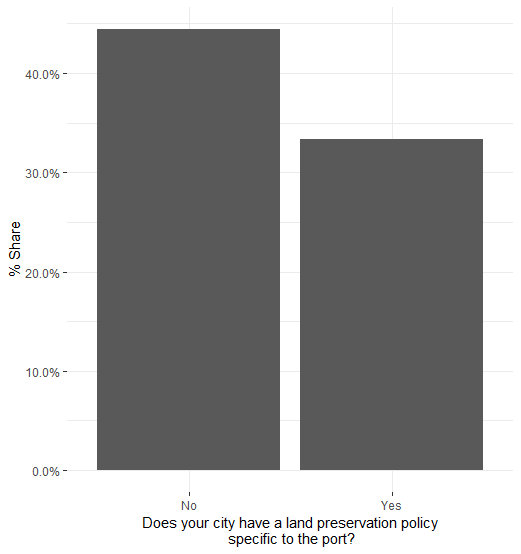 % Share
40.0%
30.0%
20.0%
10.0%
0.0%
No
Yes
Does your city have a land preservation policy
specific to the port?